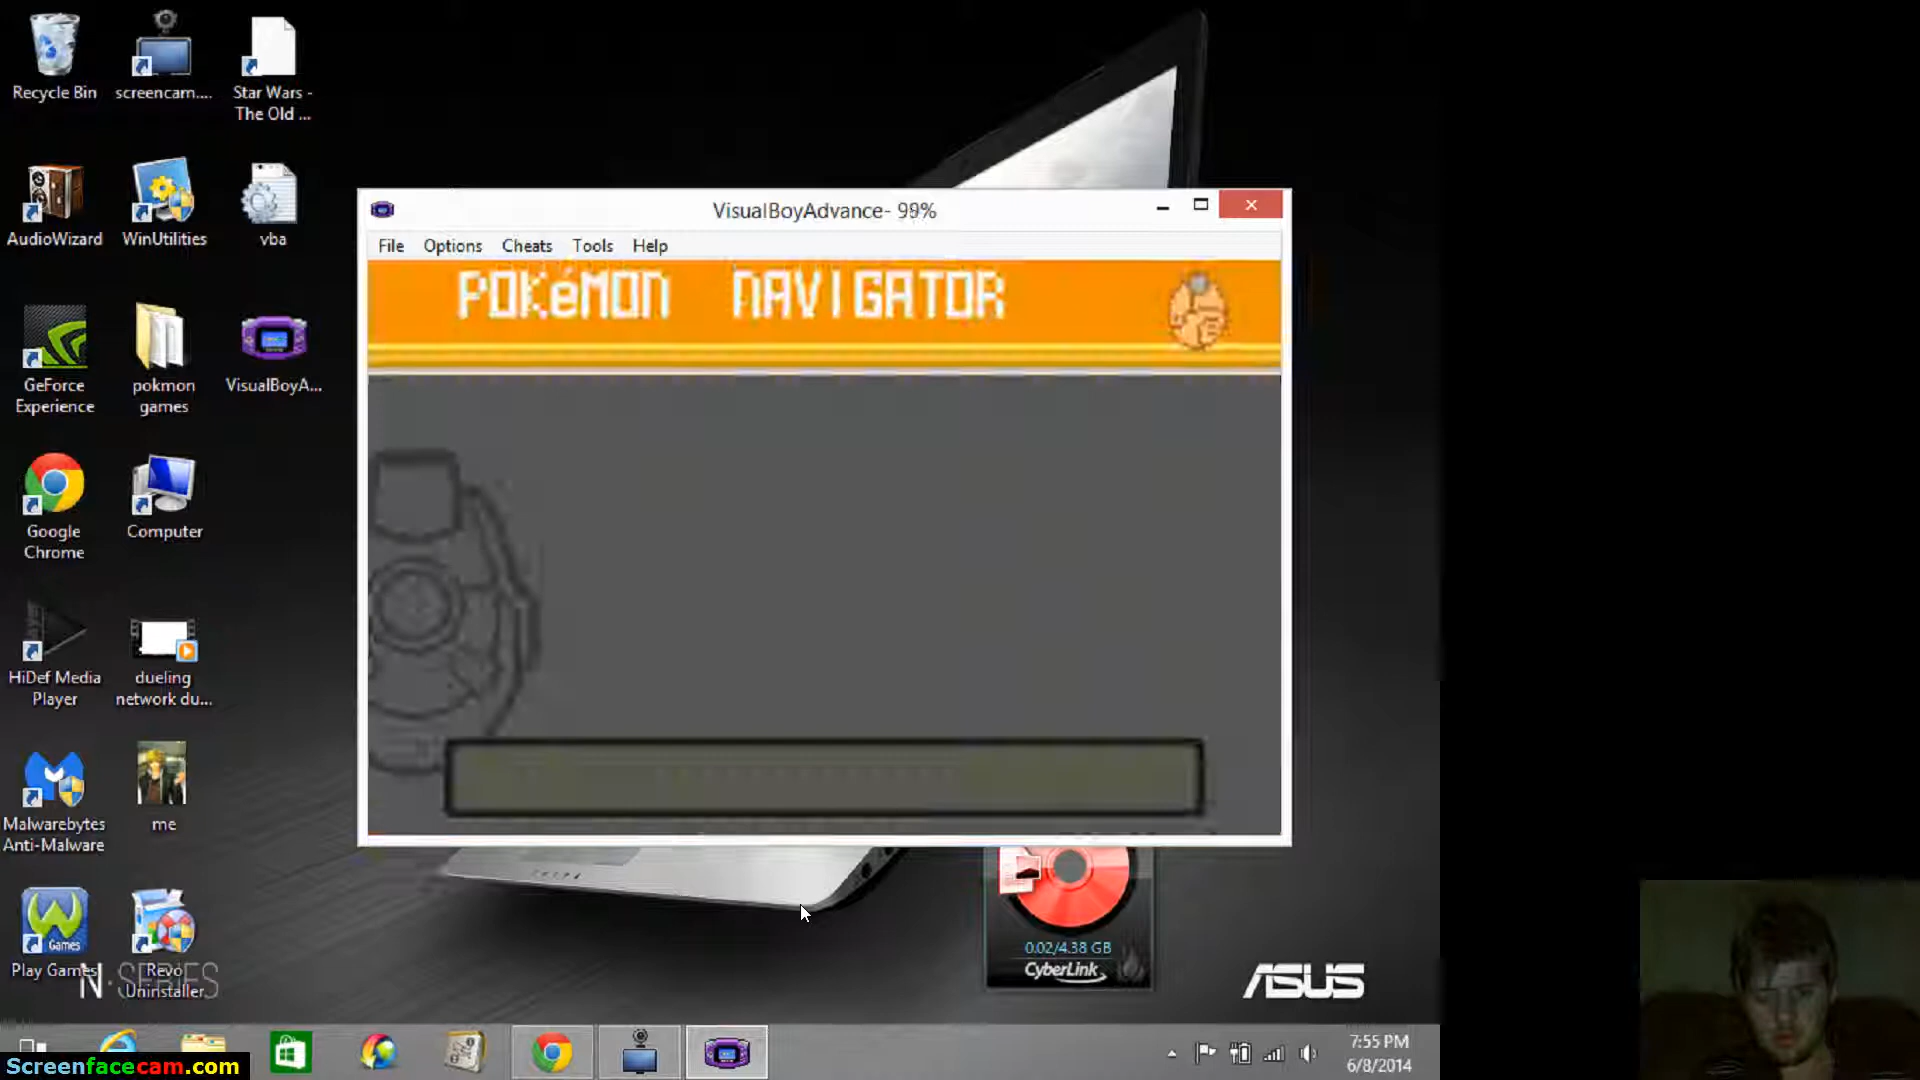 Recycle Bin
screencam....
Star Wars -
The Old ...
AudioWizard
WinUtilities
vba
GeForce
Experience
pokmon
games
VisualBoyA...
Google
Chrome
Computer
HiDef Media
Player
dueling
network du...
Malwarebytes
Anti-Malware
me
Games
Play Games
Revo
Uninstaller
N·SERIES
VisualBoyAdvance- 99%
File Options Cheats Tools Help
POKéMON NAVIGATOR
0.02/4.38 GB
CyberLink
ASUS
7:55 PM
6/8/2014
Screenfacecam.com